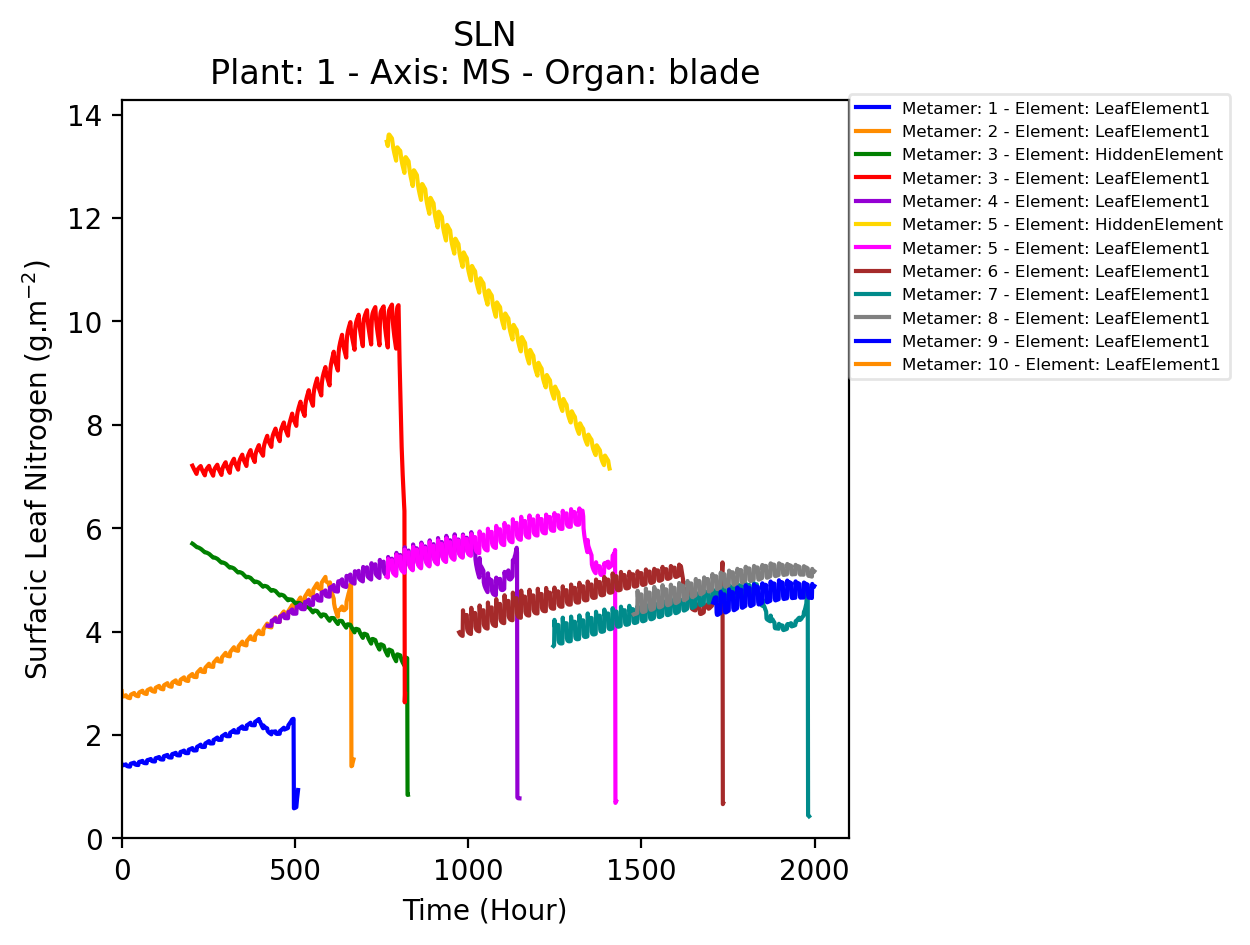 SLN
Plant: 1 - Axis: MS - Organ: blade
Surfacic Leaf Nitrogen (g.m⁻²)
14
12
10
8
6
4
2
0
0 500 1000 1500 2000
Time (Hour)
Metamer: 1 - Element: LeafElement1
Metamer: 2 - Element: LeafElement1
Metamer: 3 - Element: HiddenElement
Metamer: 3 - Element: LeafElement1
Metamer: 4 - Element: LeafElement1
Metamer: 5 - Element: HiddenElement
Metamer: 5 - Element: LeafElement1
Metamer: 6 - Element: LeafElement1
Metamer: 7 - Element: LeafElement1
Metamer: 8 - Element: LeafElement1
Metamer: 9 - Element: LeafElement1
Metamer: 10 - Element: LeafElement1